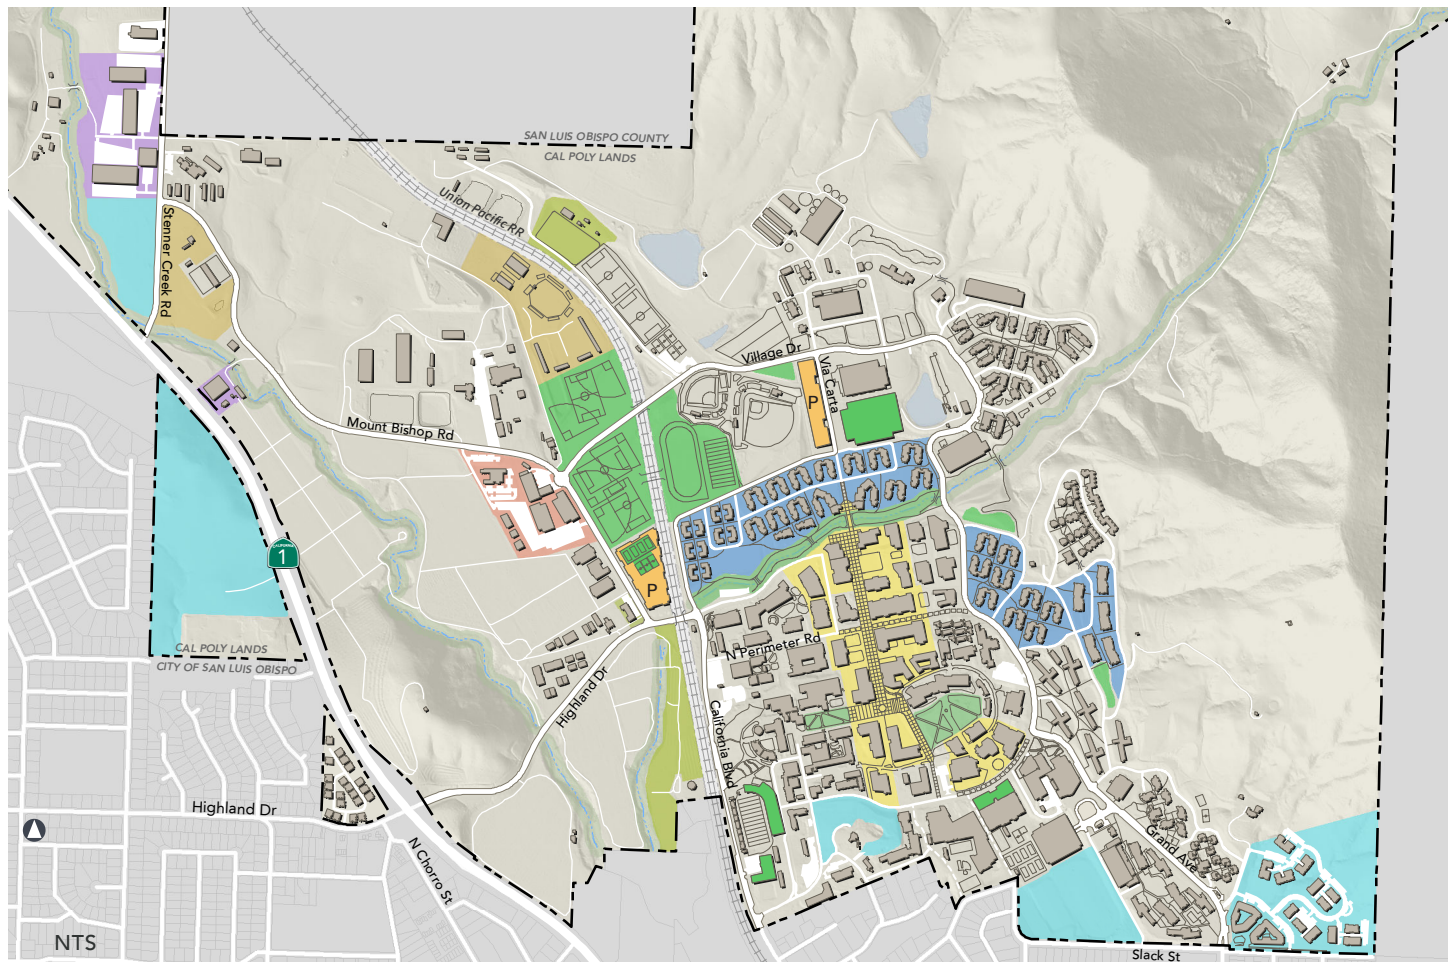 SAN LUIS OBISPO COUNTY
CAL POLY LANDS
Union Pacific RR
Stenner Creek Rd
Village Dr
Via Carta
P
Mount Bishop Rd
CALIFORNIA
1
P
N Perimeter Rd
CAL POLY LANDS
CITY OF SAN LUIS OBISPO
Highland Dr
California Blvd
Highland Dr
Grand Ave
N Chorro St
NTS
Slack St